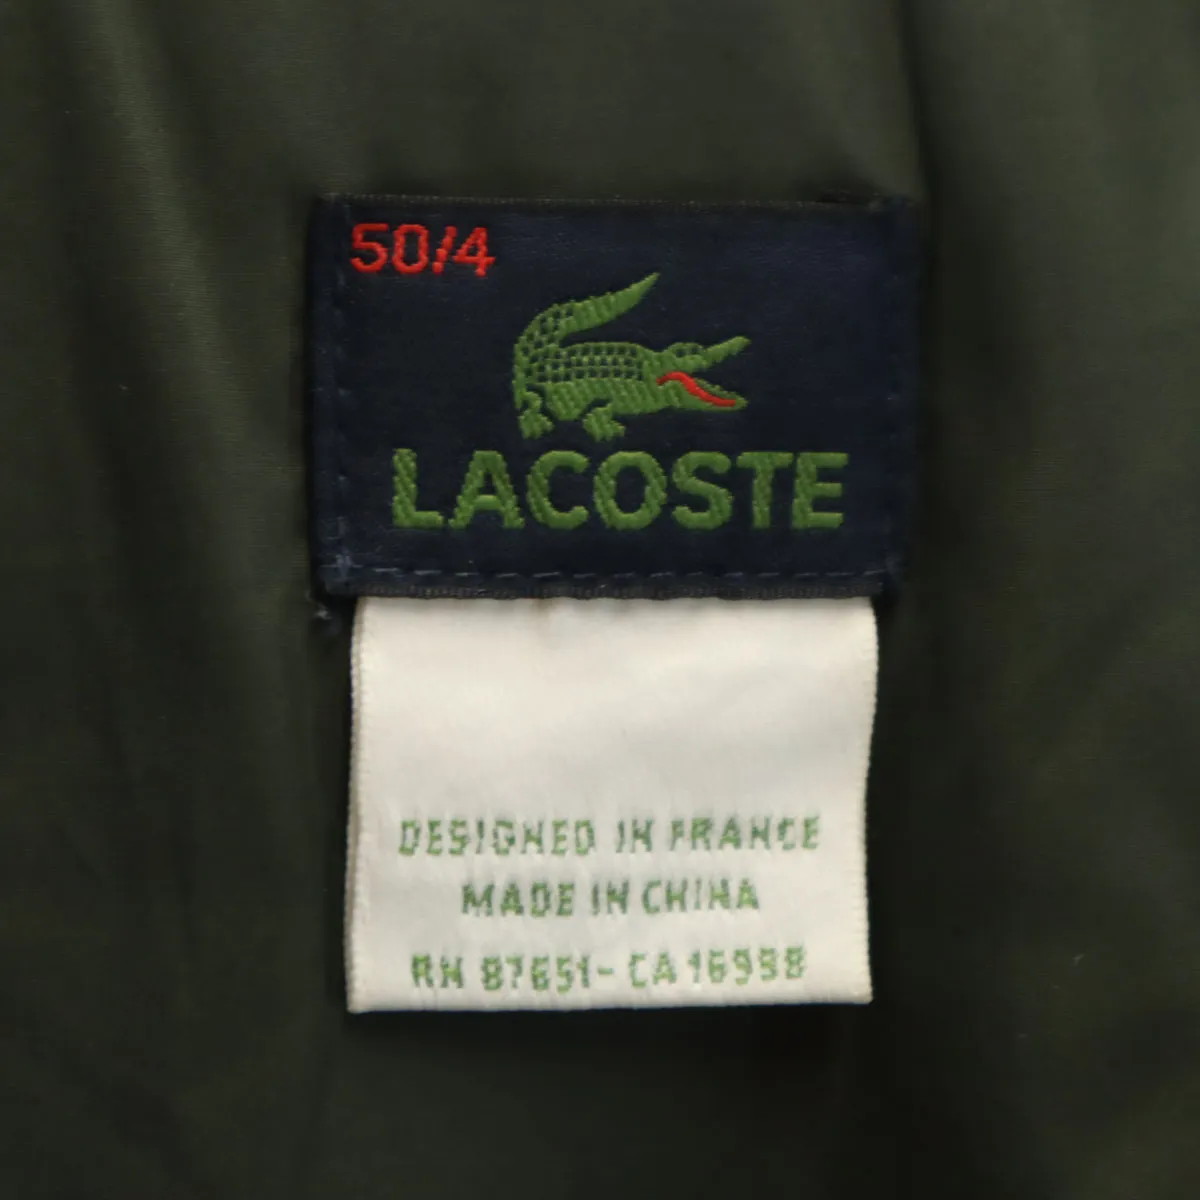 50/4
LACOSTE
DESIGNED IN FRANCE
MADE IN CHINA
RN 87651 - CA 16998